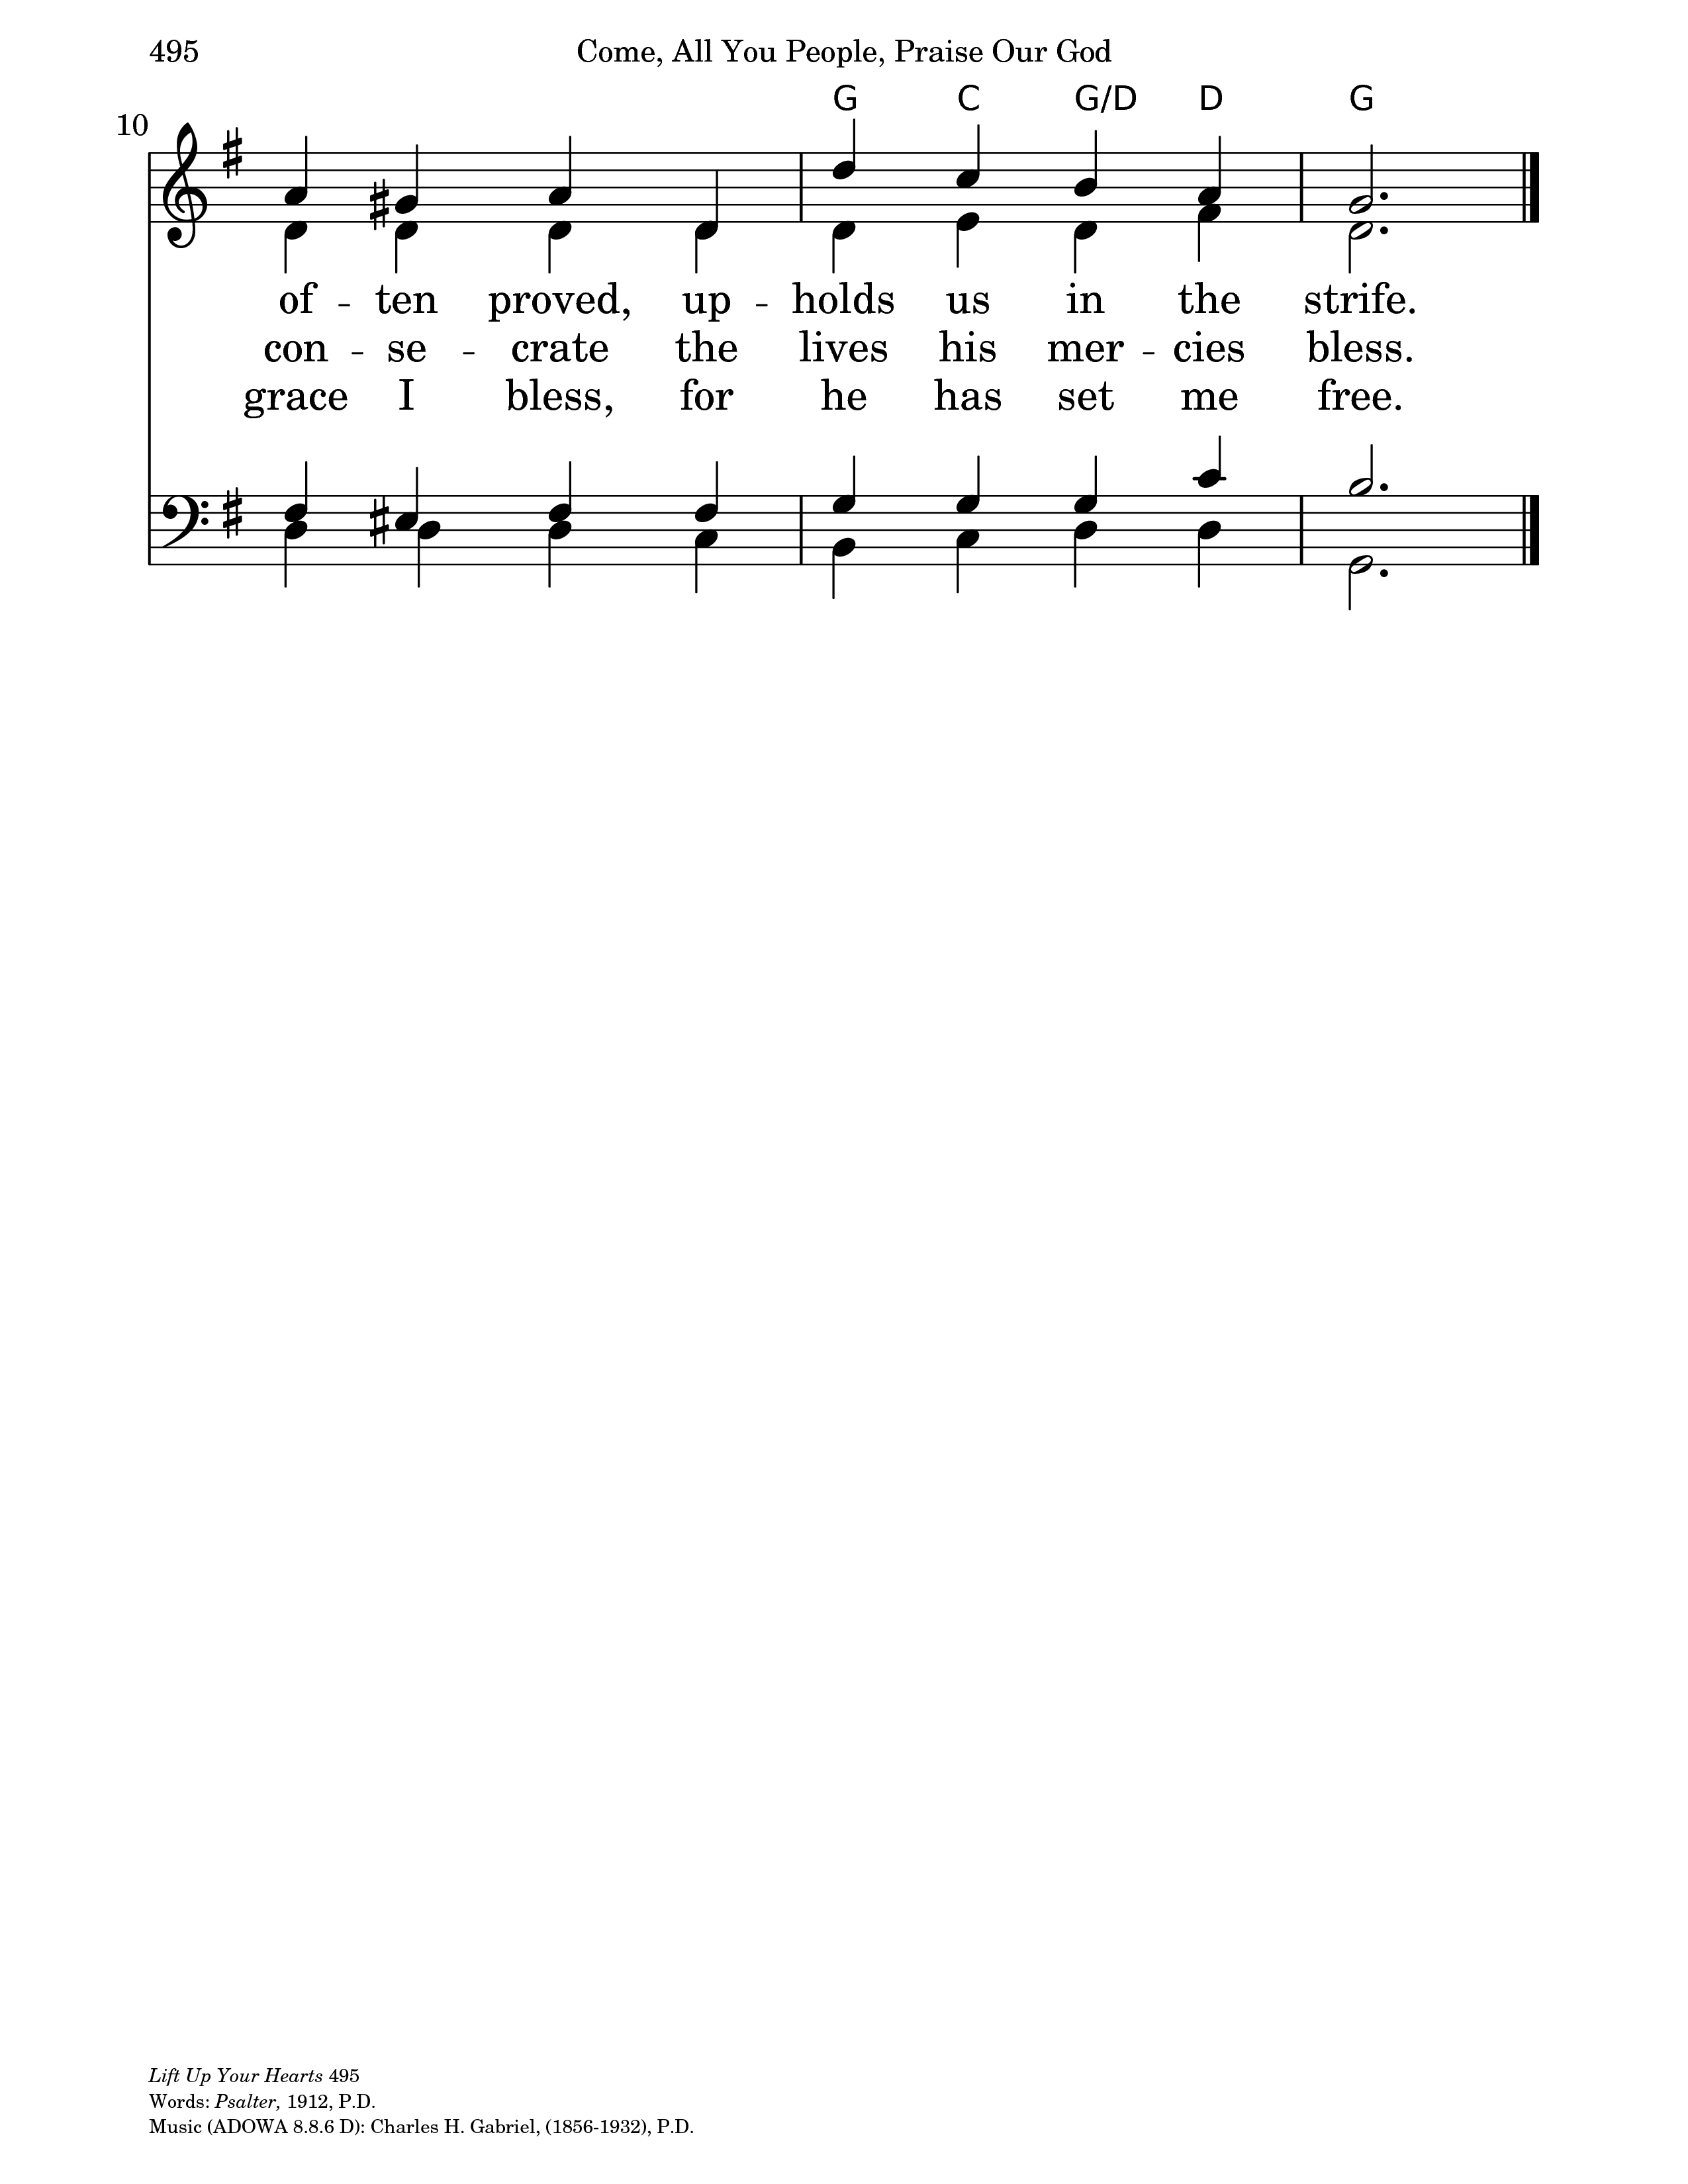 495 Come, All You People, Praise Our God
G C G/D D G
10
of -- ten proved, up -- holds us in the strife.
con -- se -- crate the lives his mer -- cies bless.
grace I bless, for he has set me free.
Lift Up Your Hearts 495
Words: Psalter, 1912, P.D.
Music (ADOWA 8.8.6 D): Charles H. Gabriel, (1856-1932), P.D.